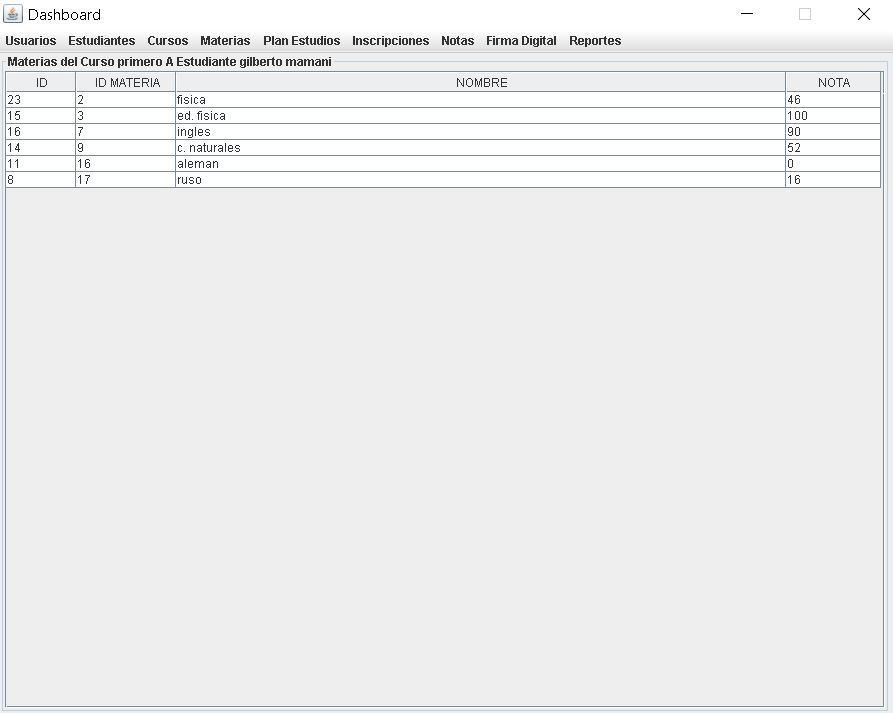 Dashboard
Usuarios Estudiantes Cursos Materias Plan Estudios Inscripciones Notas Firma Digital Reportes
Materias del Curso primero A Estudiante gilberto mamani
ID ID MATERIA NOMBRE NOTA
23 2 fisica 46
15 3 ed. fisica 100
16 7 ingles 90
14 9 c. naturales 52
11 16 aleman 0
8 17 ruso 16